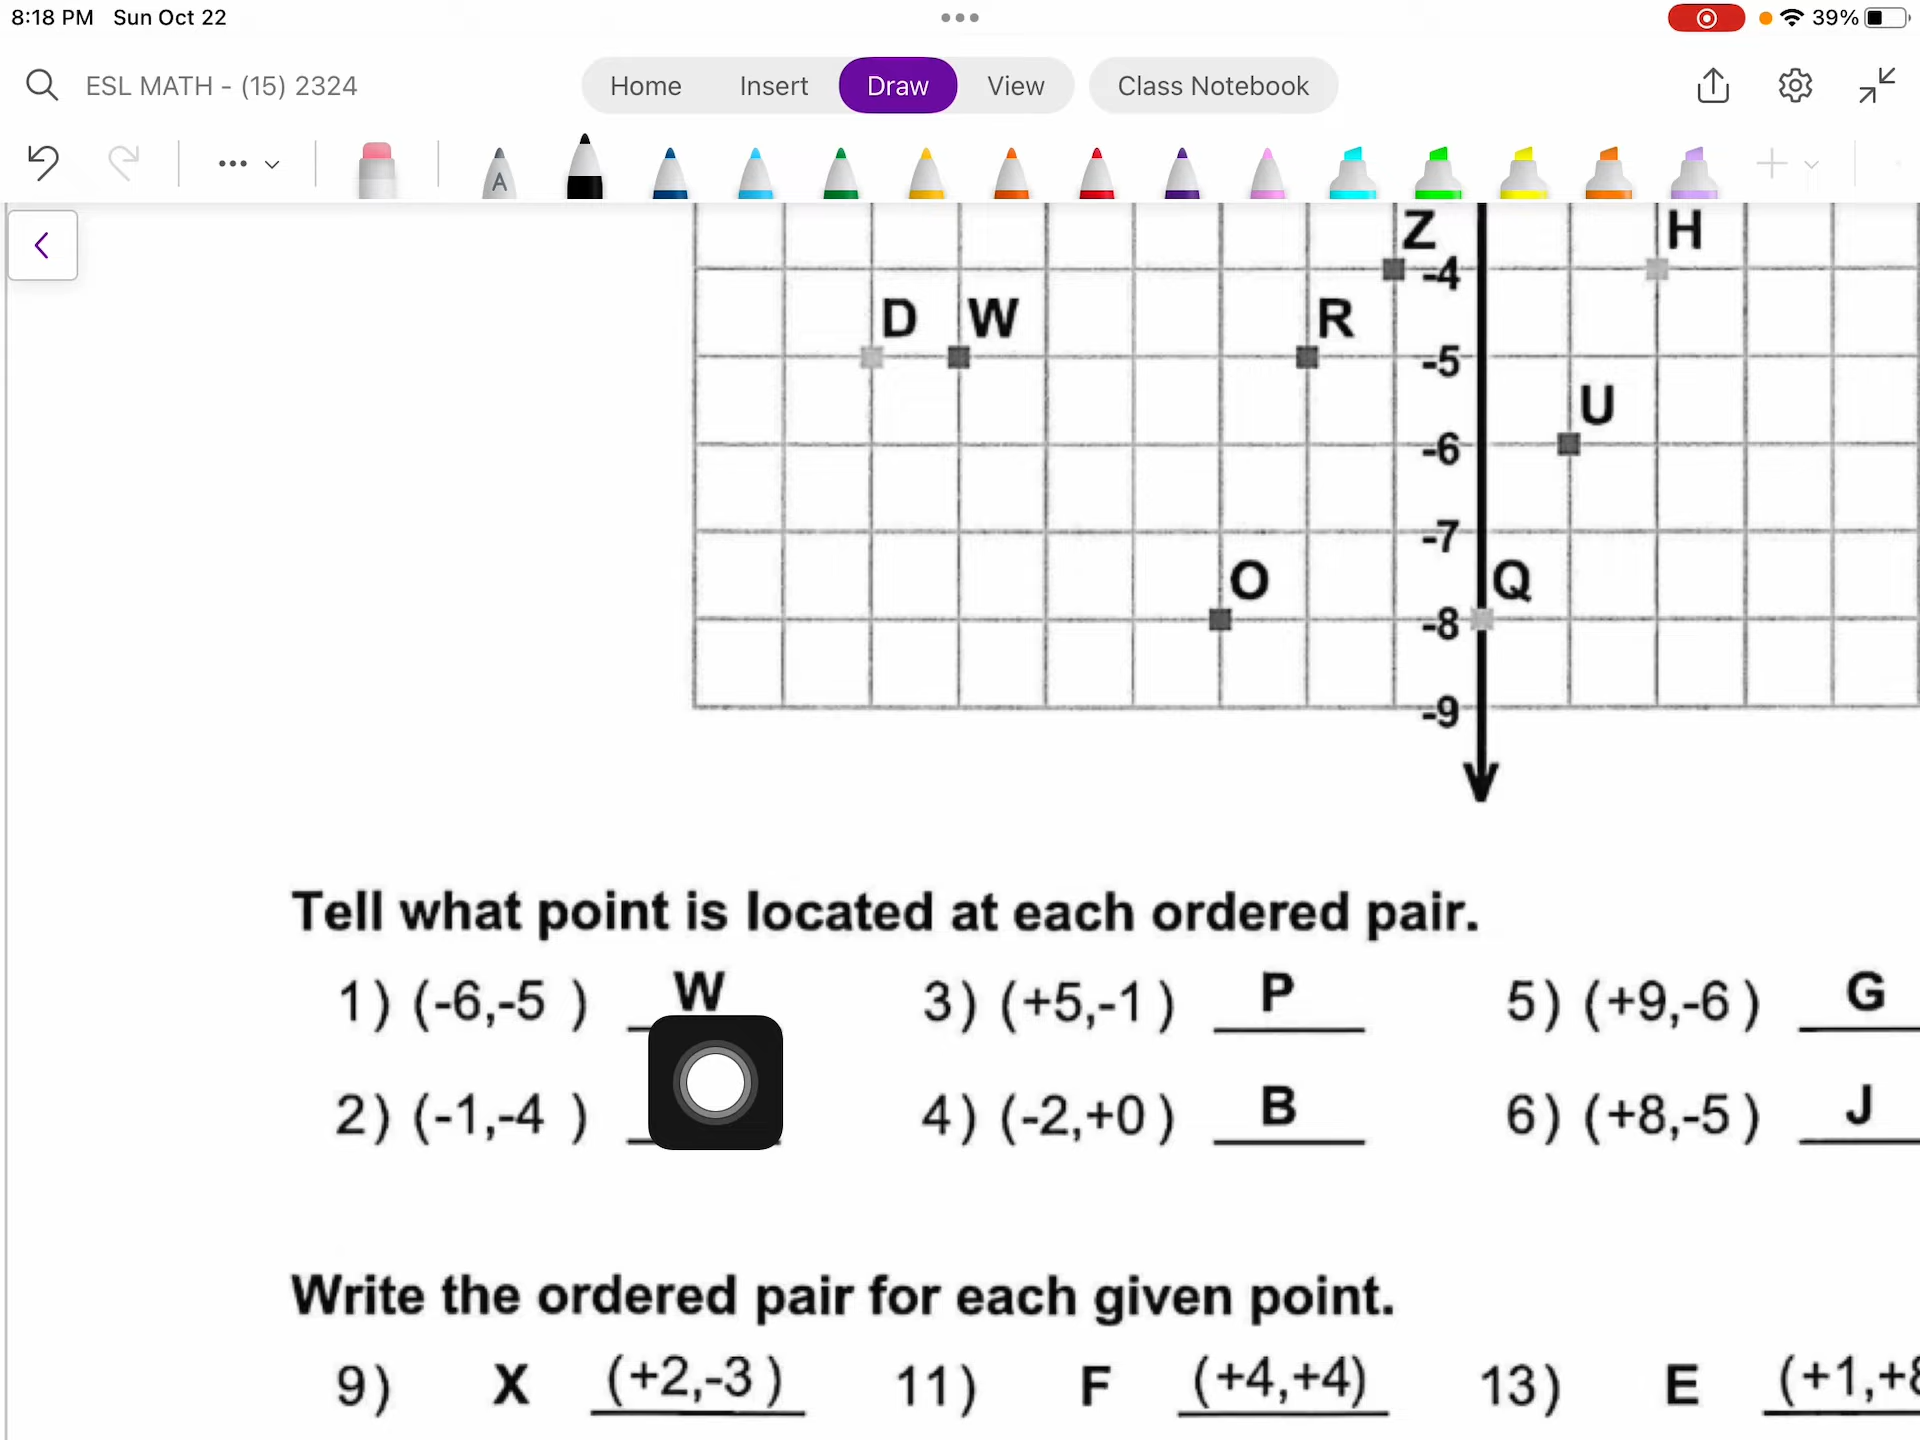 8:18 PM Sun Oct 22
39%
ESL MATH - (15) 2324
Home Insert Draw View Class Notebook
A
Z H
-4
D W R
-5
U
-6
-7
O Q
-8
-9
Tell what point is located at each ordered pair.
1) (-6,-5 ) W 3) (+5,-1 ) P 5) (+9,-6 ) G
2) (-1,-4 ) 4) (-2,+0 ) B 6) (+8,-5 ) J
Write the ordered pair for each given point.
9) X (+2,-3 ) 11) F (+4,+4) 13) E (+1,+8